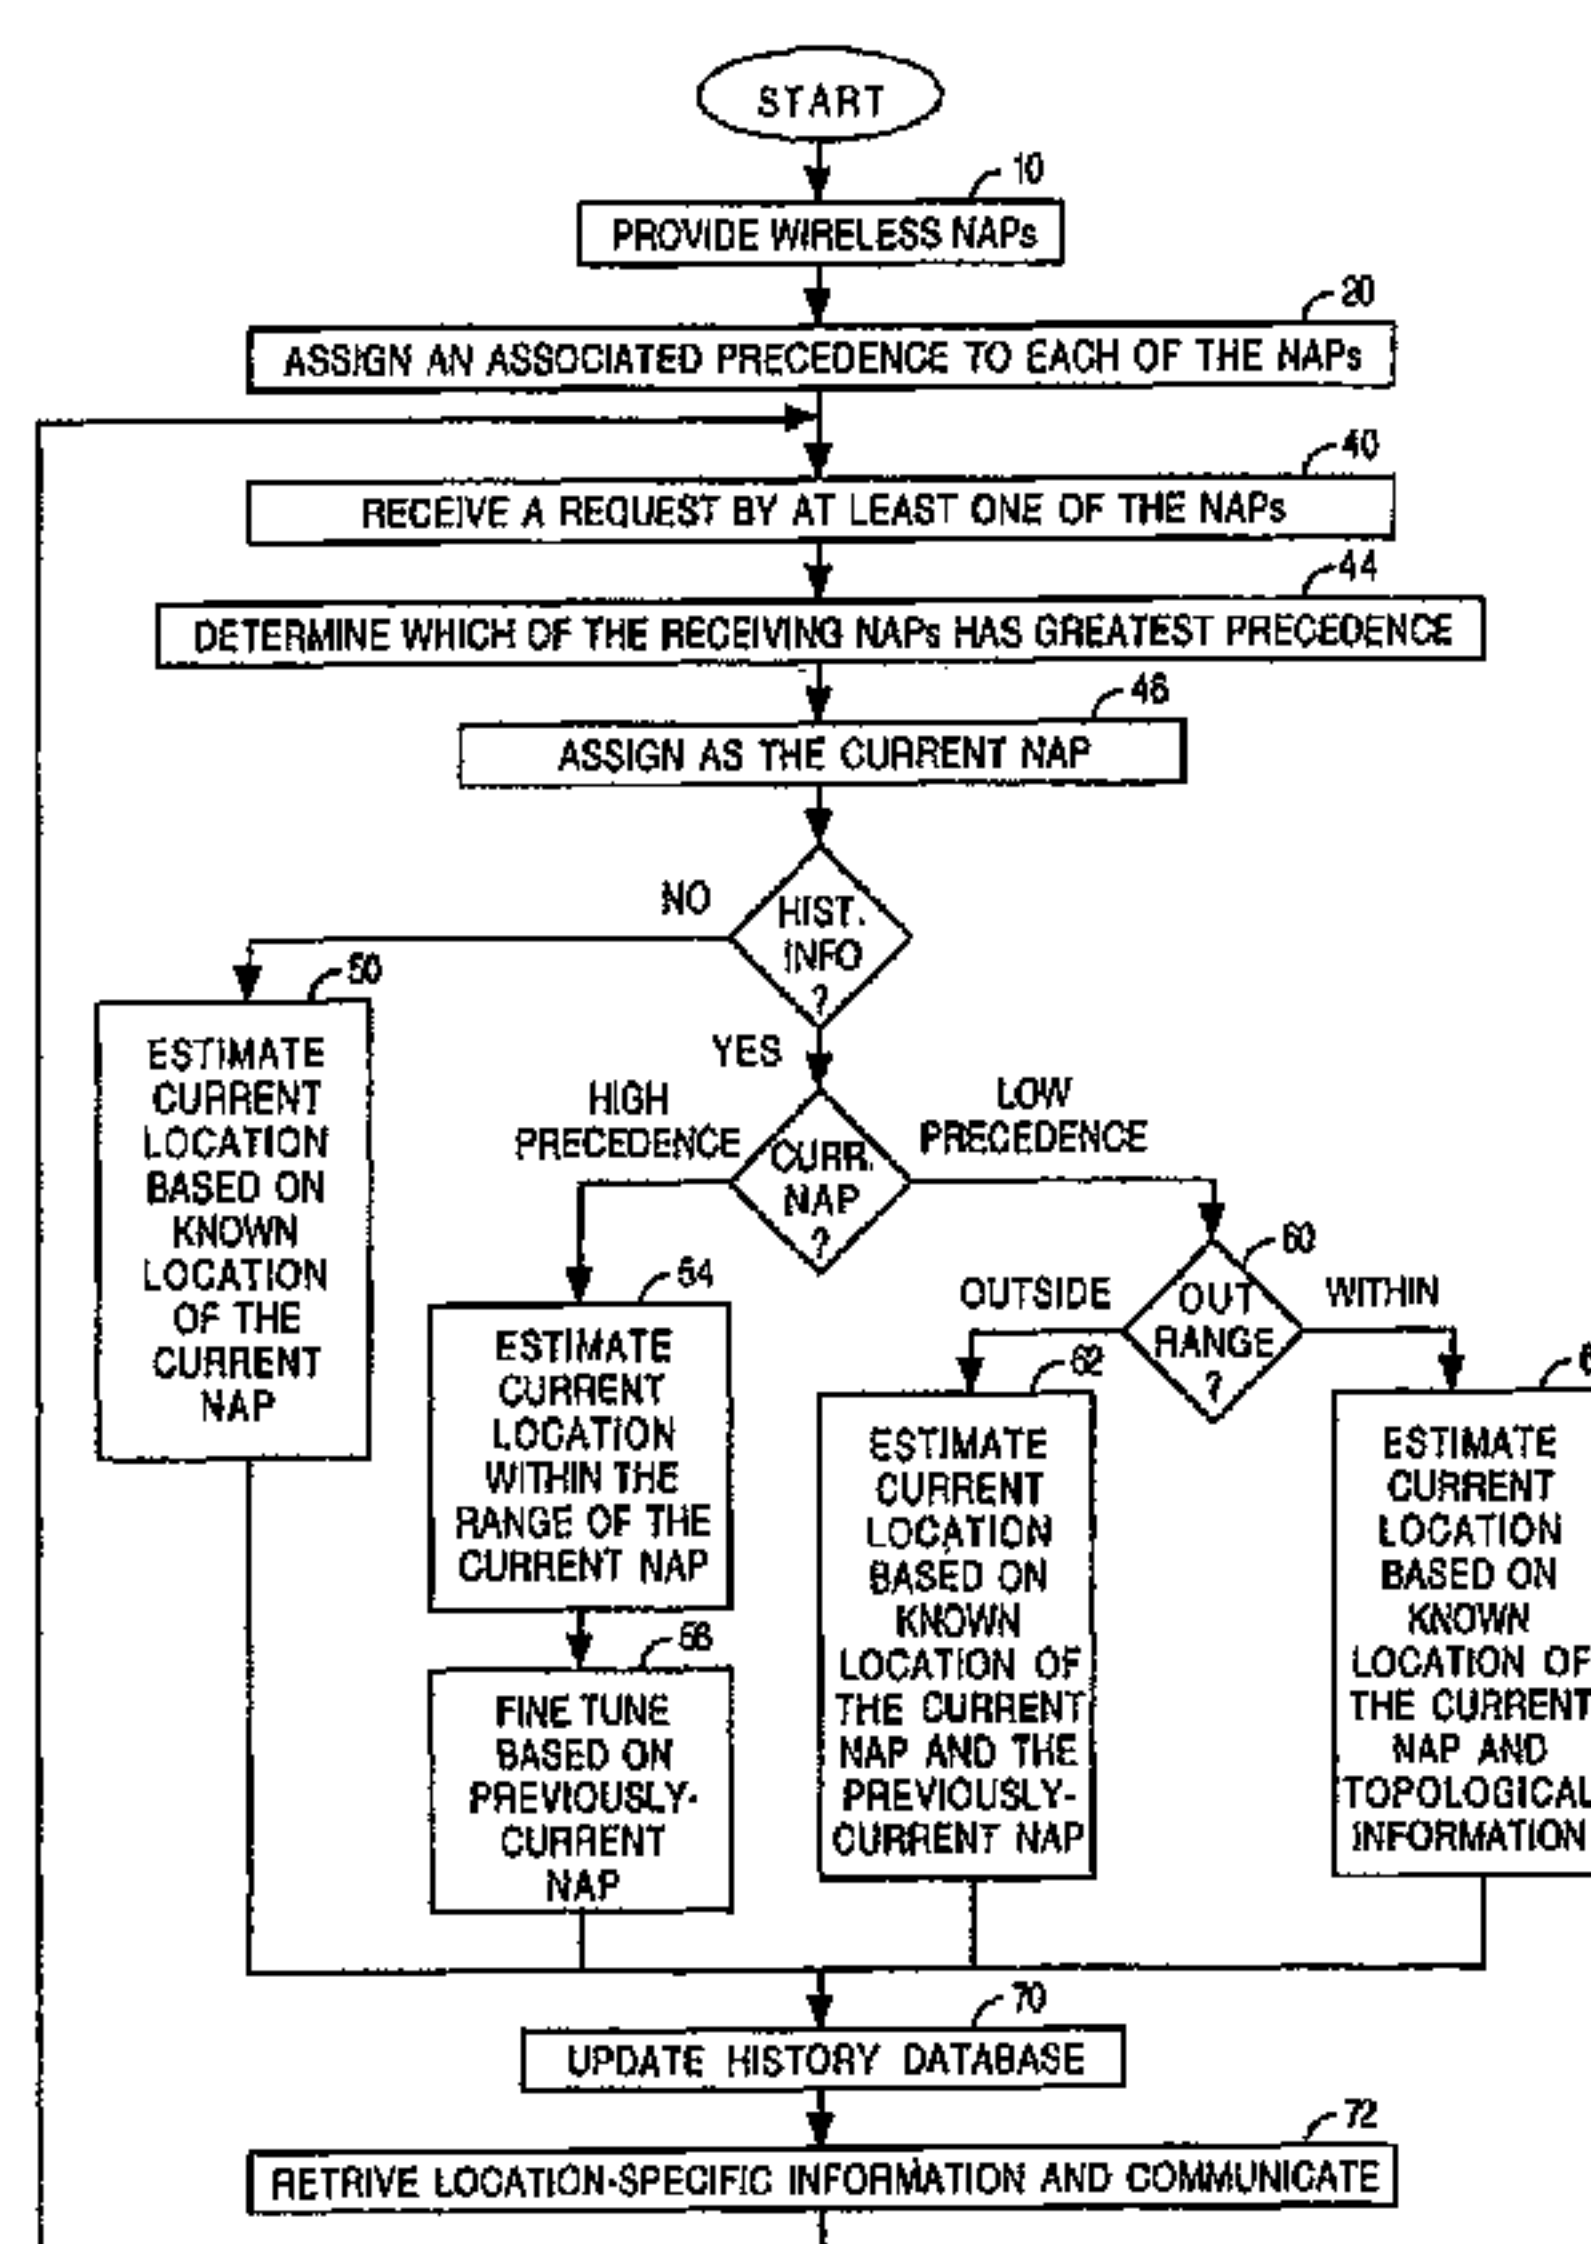 START
10
PROVIDE WIRELESS NAPs
20
ASSIGN AN ASSOCIATED PRECEDENCE TO EACH OF THE NAPs
40
RECEIVE A REQUEST BY AT LEAST ONE OF THE NAPs
44
DETERMINE WHICH OF THE RECEIVING NAPs HAS GREATEST PRECEDENCE
ASSIGN AS THE CURRENT NAP
NO
HIST.
INFO
?
YES
50
ESTIMATE
CURRENT
LOCATION
BASED ON
KNOWN
LOCATION
OF THE
CURRENT
NAP
HIGH
PRECEDENCE
CURR.
NAP
?
LOW
PRECEDENCE
54
ESTIMATE
CURRENT
LOCATION
WITHIN THE
RANGE OF THE
CURRENT NAP
FINE TUNE
BASED ON
PREVIOUSLY-
CURRENT
NAP
60
OUTSIDE
OUT
RANGE
?
WITHIN
62
ESTIMATE
CURRENT
LOCATION
BASED ON
KNOWN
LOCATION OF
THE CURRENT
NAP AND THE
PREVIOUSLY-
CURRENT NAP
ESTIMATE
CURRENT
LOCATION
BASED ON
KNOWN
LOCATION OF
THE CURRENT
NAP AND
TOPOLOGICAL
INFORMATION
70
UPDATE HISTORY DATABASE
72
RETRIVE LOCATION-SPECIFIC INFORMATION AND COMMUNICATE